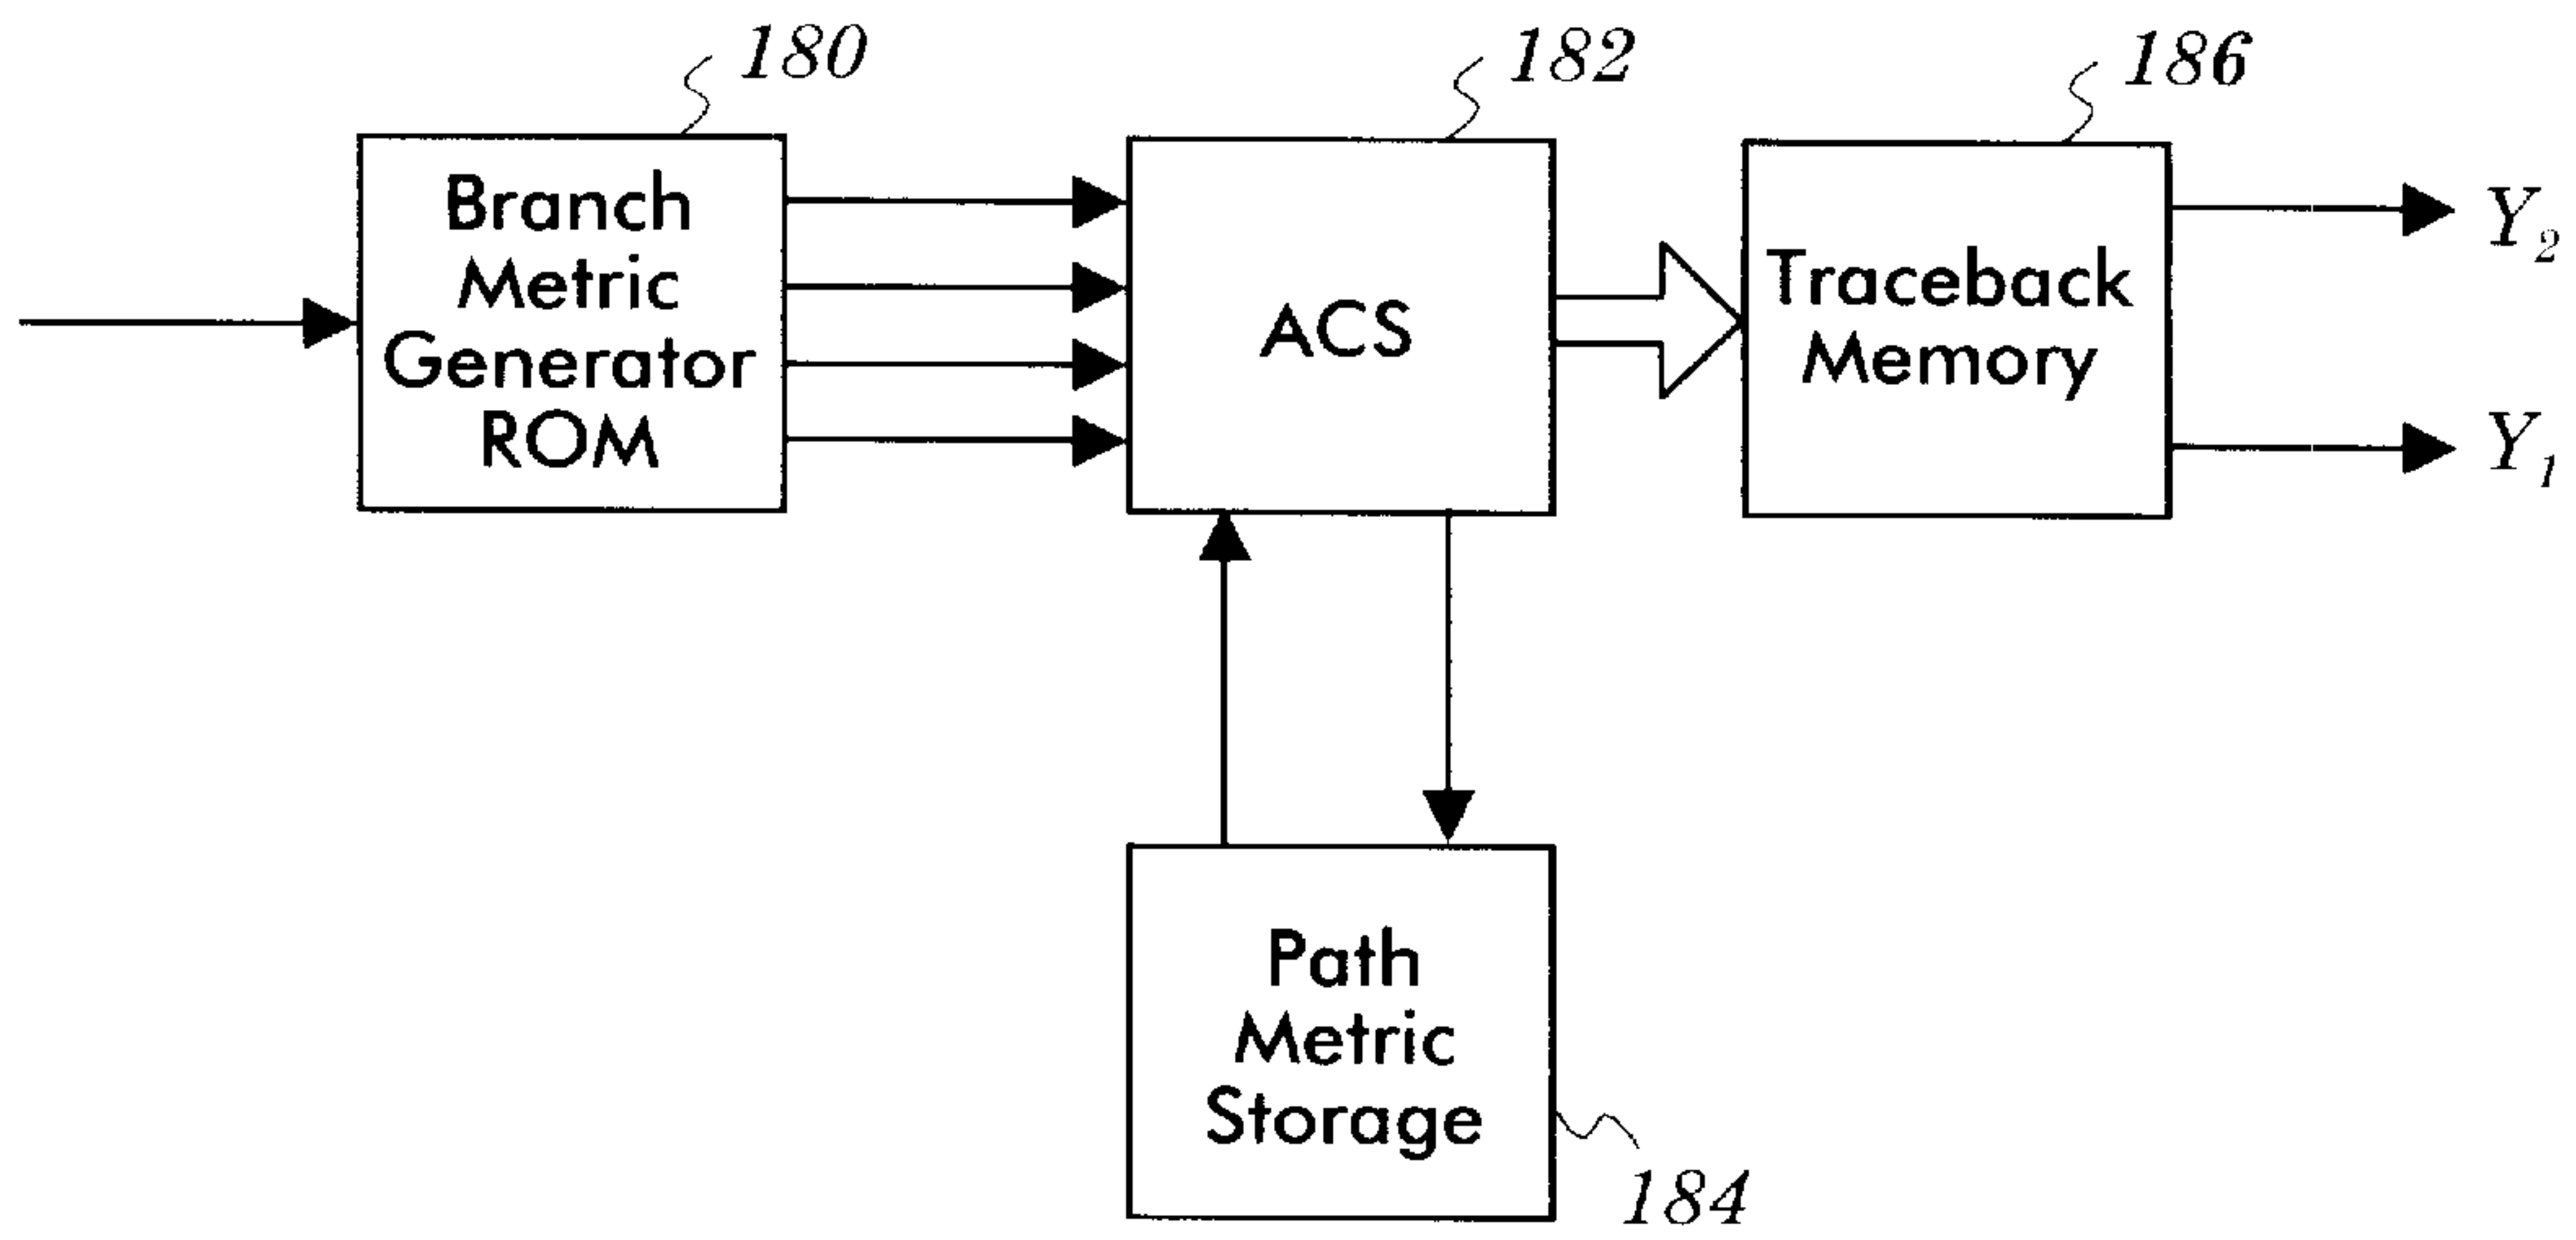 180
182
186
Branch
Metric
Generator
ROM
ACS
Traceback
Memory
Y2
Y1
Path
Metric
Storage
184